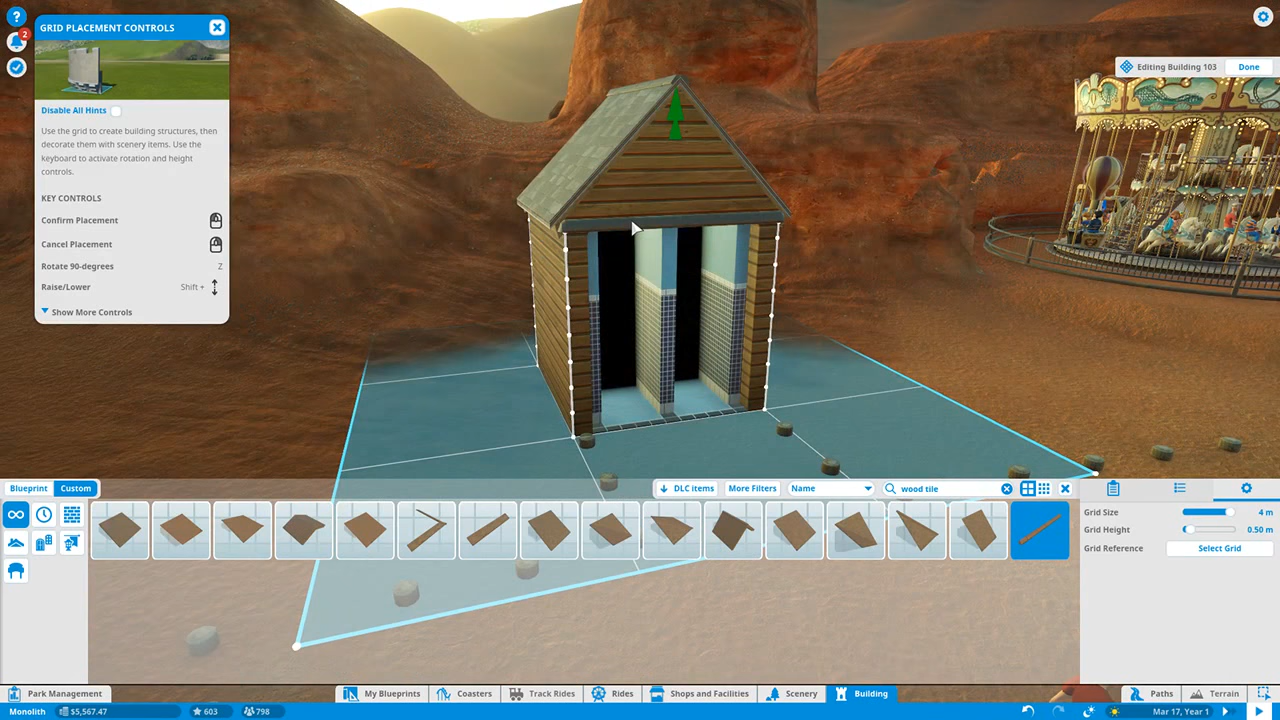 ?
2
GRID PLACEMENT CONTROLS
Disable All Hints
Use the grid to create building structures, then
decorate them with scenery items. Use the
keyboard to activate rotation and height
controls.
KEY CONTROLS
Confirm Placement
Cancel Placement
Rotate 90-degrees Z
Raise/Lower Shift +
Show More Controls
Editing Building 103 Done
Blueprint Custom
DLC items More Filters Name wood tile
Grid Size 4 m
Grid Height 0.50 m
Grid Reference Select Grid
Park Management My Blueprints Coasters Track Rides Rides Shops and Facilities Scenery Building Paths Terrain
Monolith $5,567.47 603 798 Mar 17, Year 1